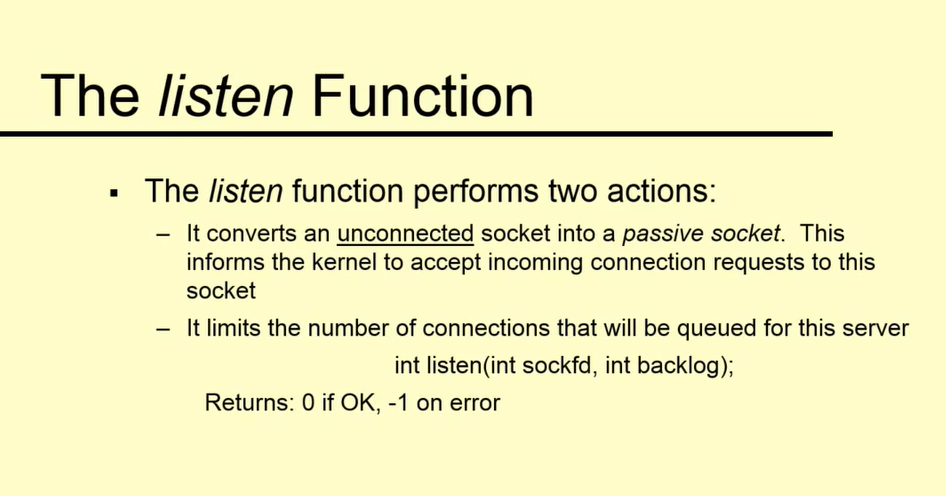 The listen Function
▪ The listen function performs two actions:
– It converts an unconnected socket into a passive socket. This
informs the kernel to accept incoming connection requests to this
socket
– It limits the number of connections that will be queued for this server
int listen(int sockfd, int backlog);
Returns: 0 if OK, -1 on error